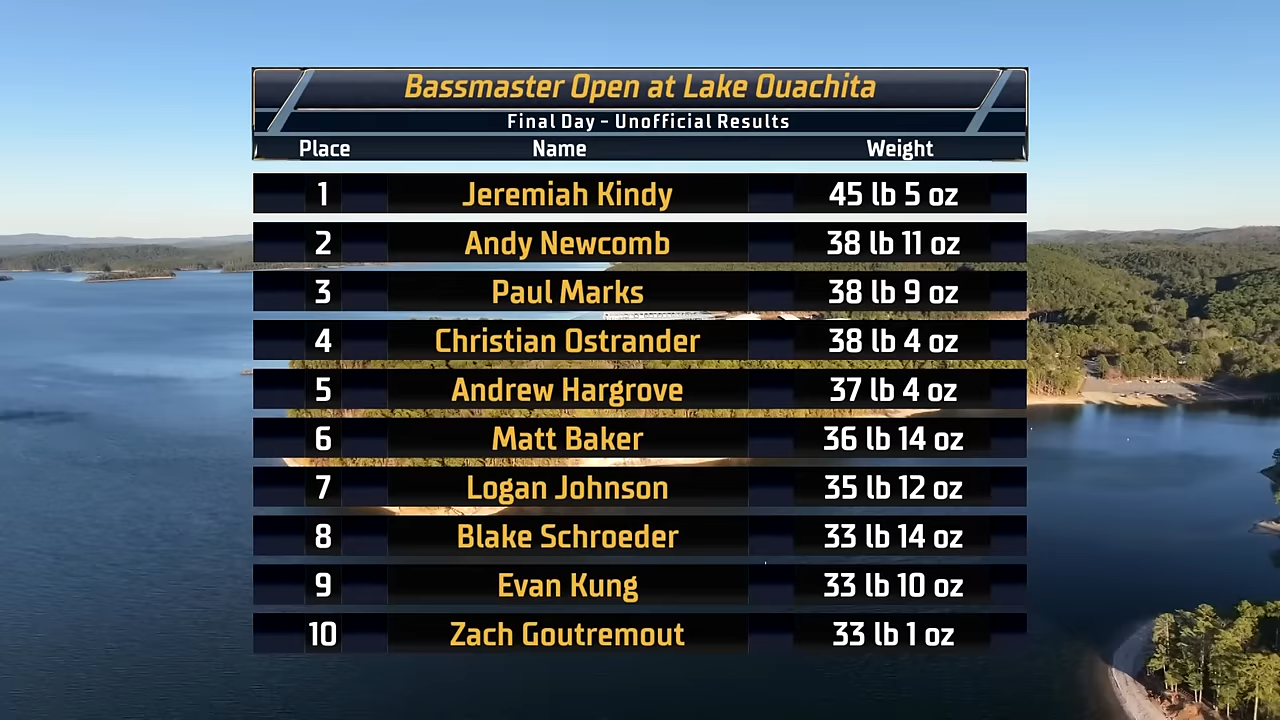 Bassmaster Open at Lake Ouachita
Final Day - Unofficial Results
Place Name Weight
1 Jeremiah Kindy 45 lb 5 oz
2 Andy Newcomb 38 lb 11 oz
3 Paul Marks 38 lb 9 oz
4 Christian Ostrander 38 lb 4 oz
5 Andrew Hargrove 37 lb 4 oz
6 Matt Baker 36 lb 14 oz
7 Logan Johnson 35 lb 12 oz
8 Blake Schroeder 33 lb 14 oz
9 Evan Kung 33 lb 10 oz
10 Zach Goutremout 33 lb 1 oz